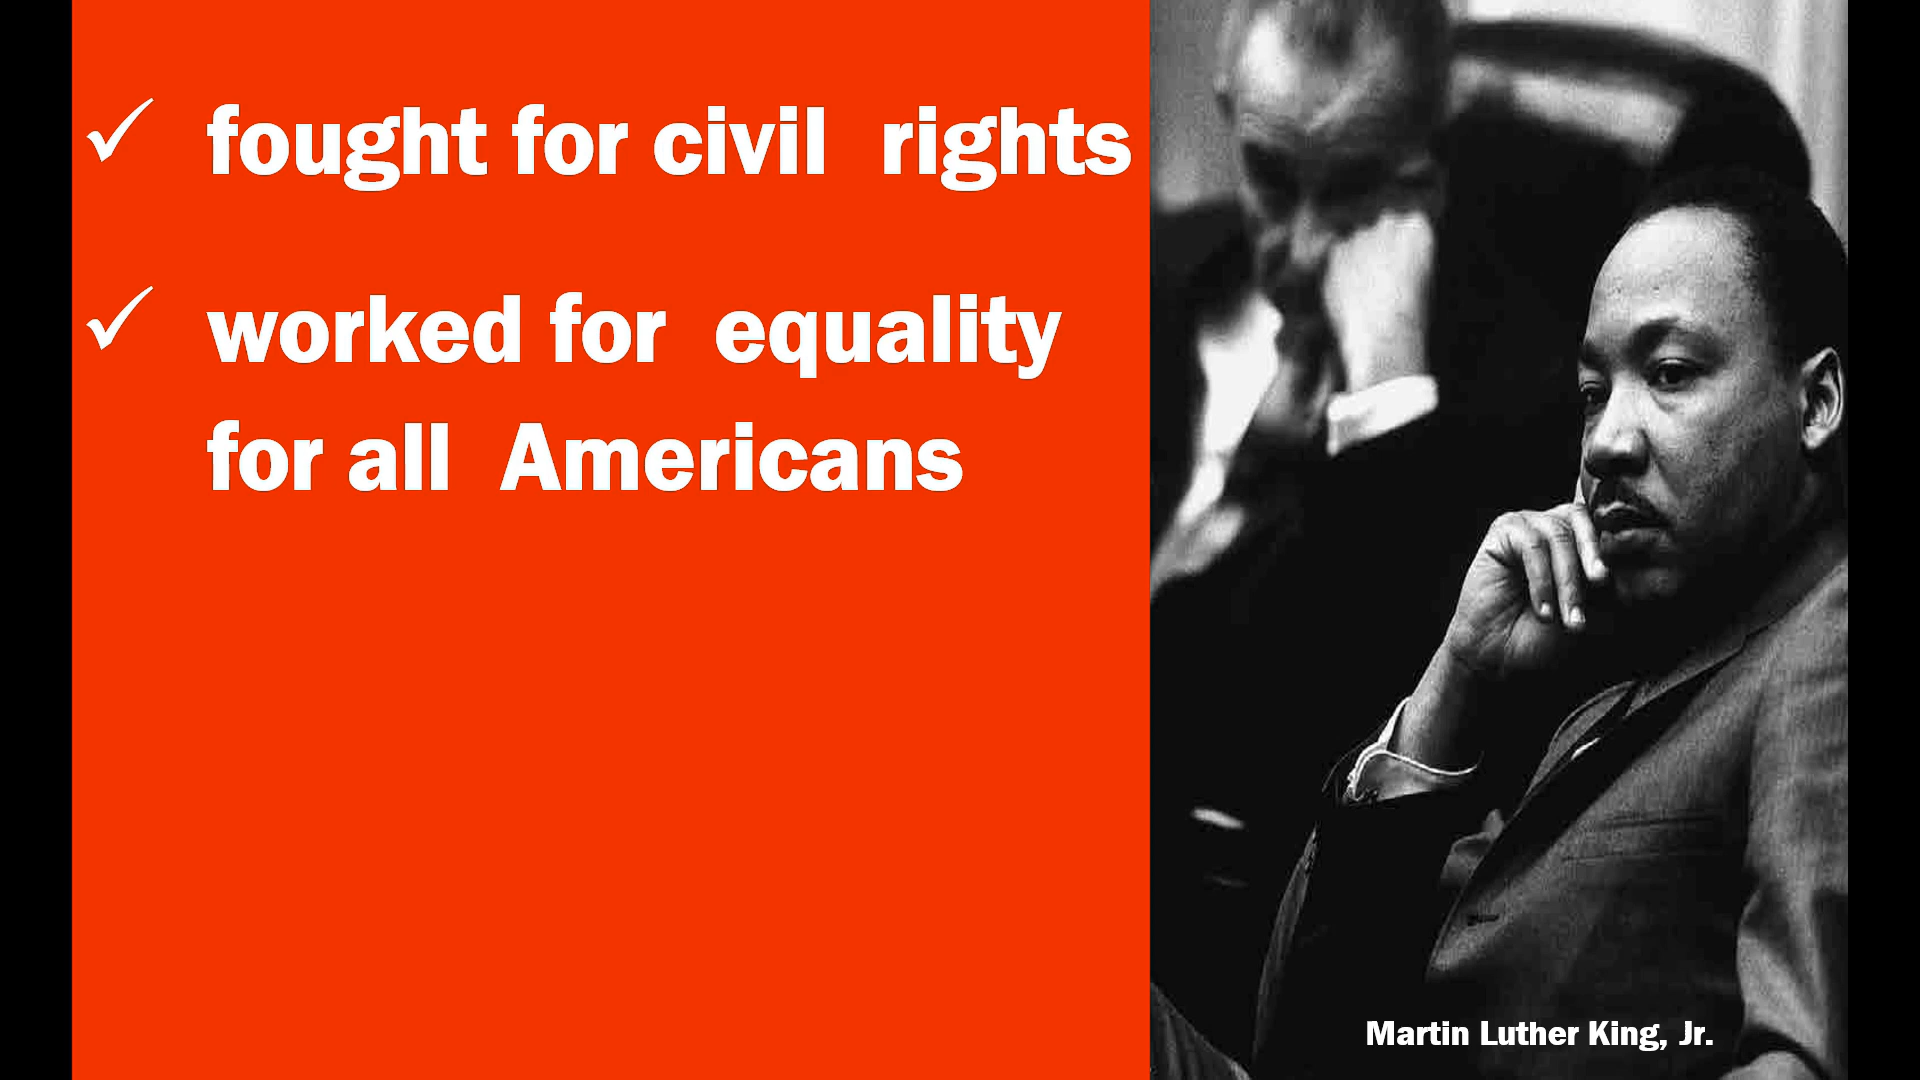 ✓ fought for civil rights
✓ worked for equality
for all Americans
Martin Luther King, Jr.